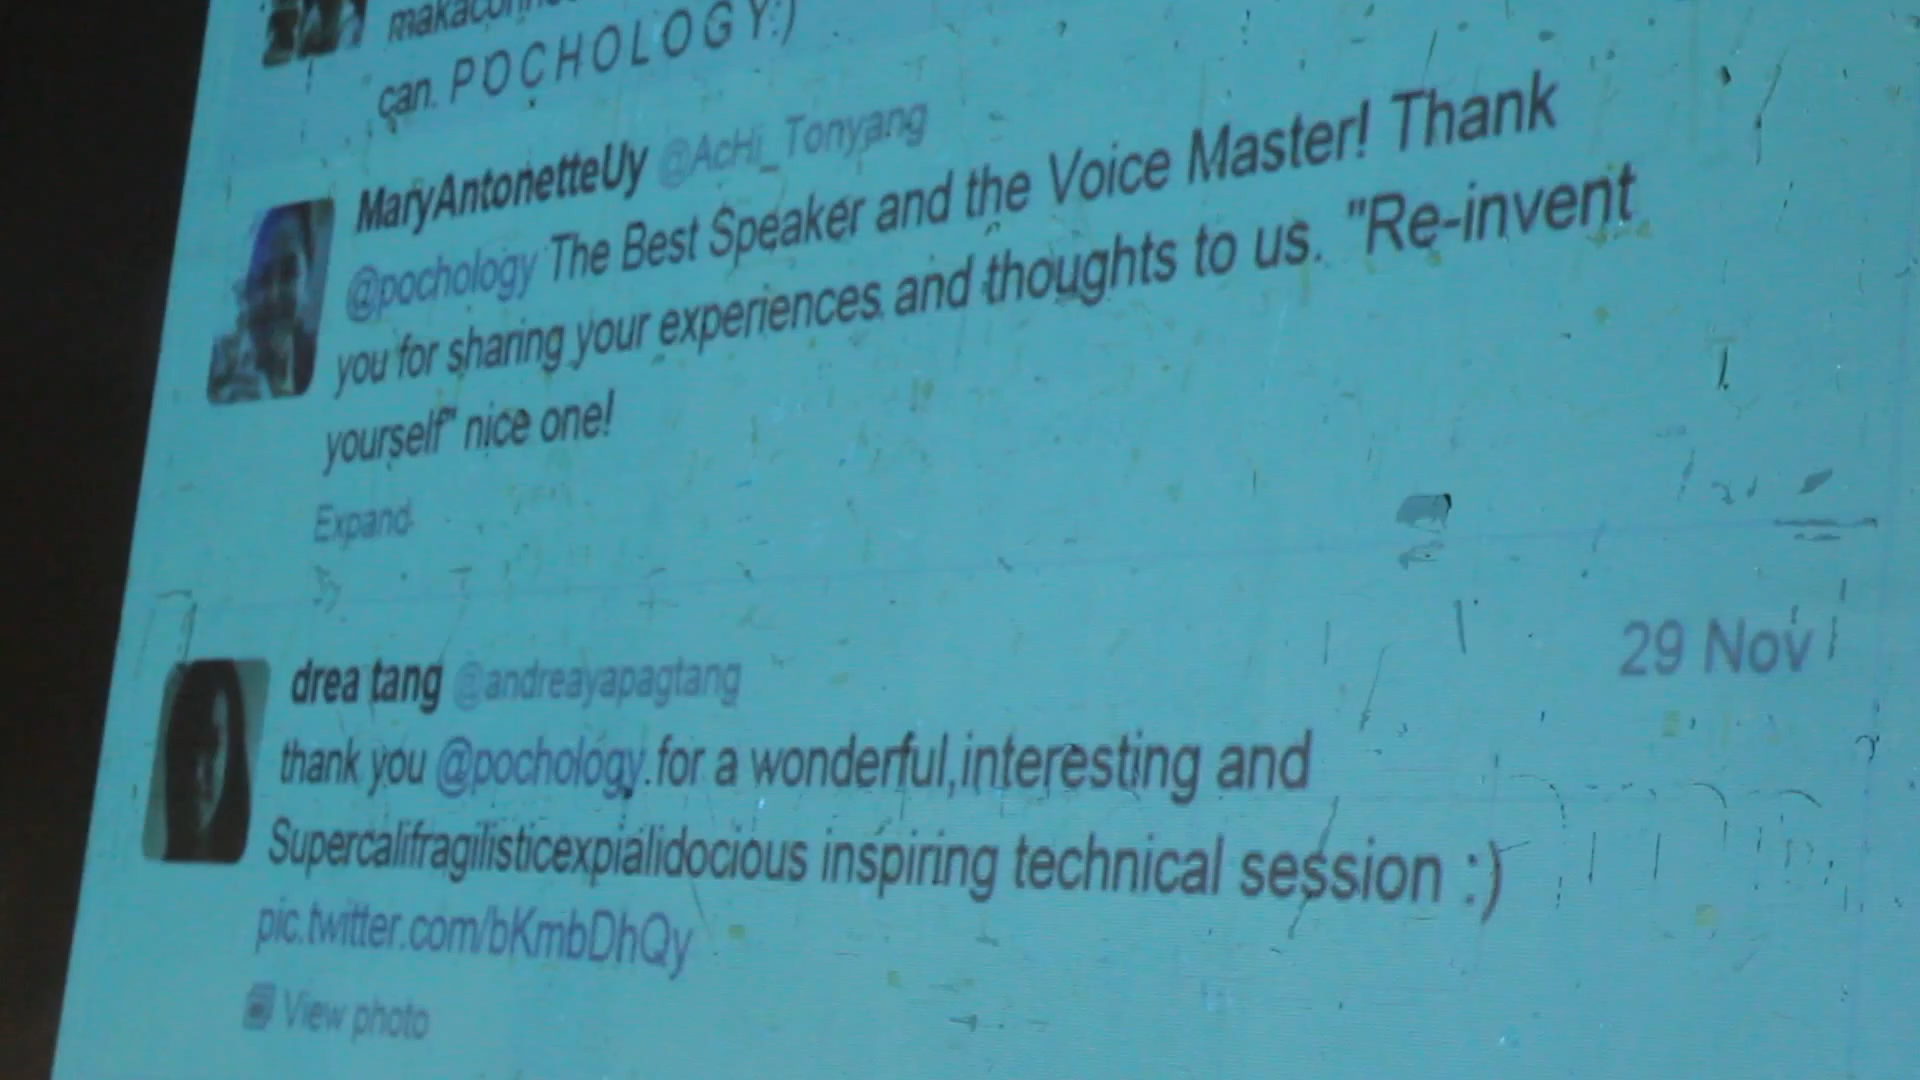 can. POCHOLOGY:)
MaryAntonetteUy @AcHi_Tonyang
@pochology The Best Speaker and the Voice Master! Thank
you for sharing your experiences and thoughts to us. "Re-invent
yourself" nice one!
Expand
drea tang @andreayapagtang 29 Nov
thank you @pochology for a wonderful,interesting and
Supercalifragilisticexpialidocious inspiring technical session :)
pic.twitter.com/bKmbDhQy
View photo